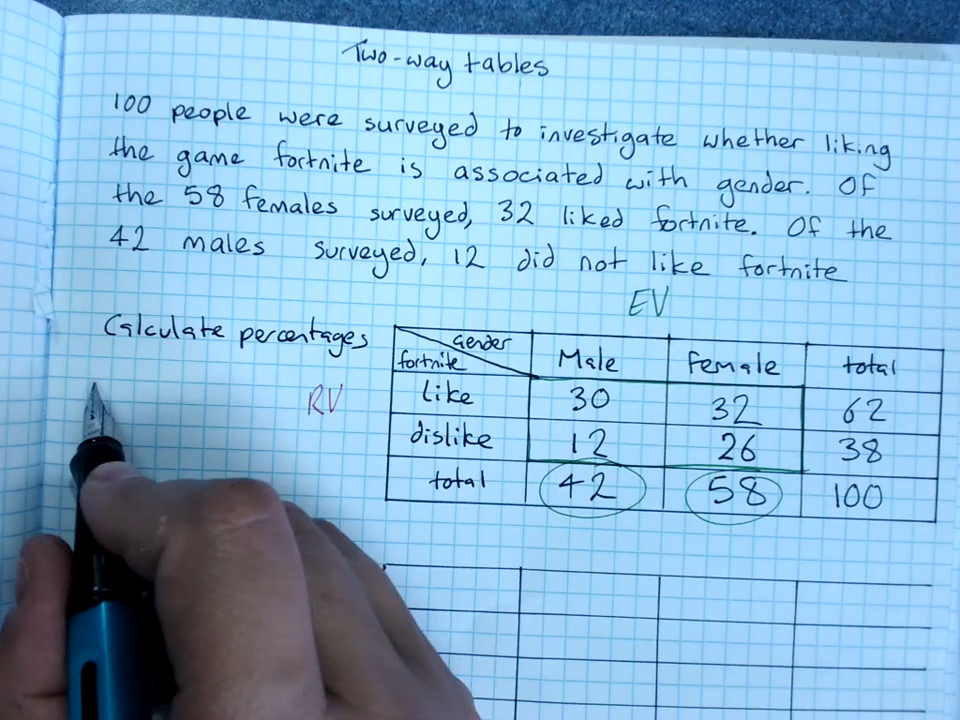 Two-way tables
100 people were surveyed to investigate whether liking
the game fortnite is associated with gender. Of
the 58 females surveyed, 32 liked fortnite. Of the
42 males surveyed, 12 did not like fortnite
EV
Calculate percentages
gender
fortnite
Male Female total
RV
like 30 32 62
dislike 12 26 38
total 42 58 100